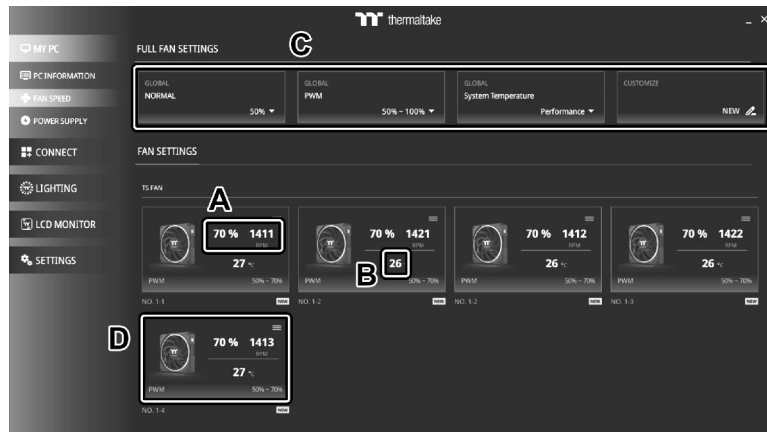 thermaltake
MY PC
PC INFORMATION
FAN SPEED
POWER SUPPLY
CONNECT
LIGHTING
LCD MONITOR
SETTINGS
FULL FAN SETTINGS
C
GLOBAL
NORMAL
50%
GLOBAL
PWM
50% ~ 100%
GLOBAL
System Temperature
Performance
CUSTOMIZE
NEW
FAN SETTINGS
TS FAN
A
70 % 1411
RPM
27 °C
PWM 50% ~ 70%
NO. 1-1 NEW
70 % 1421
RPM
B
26
PWM 50% ~ 70%
NO. 1-2 NEW
70 % 1412
RPM
26 °C
PWM 50% ~ 70%
NO. 1-2 NEW
70 % 1422
RPM
26 °C
PWM 50% ~ 70%
NO. 1-3 NEW
D
70 % 1413
RPM
27 °C
PWM 50% ~ 70%
NO. 1-4 NEW